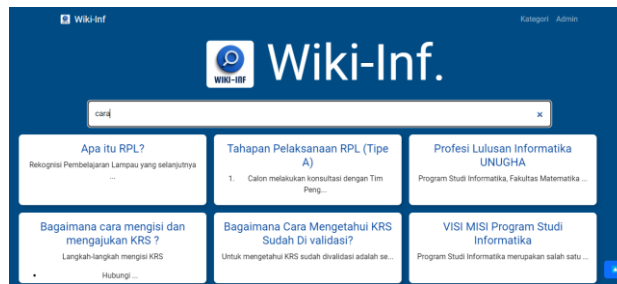 Wiki-Inf
Kategori Admin
WIKI-INF
Wiki-Inf.
cara
Apa itu RPL?
Rekognisi Pembelajaran Lampau yang selanjutnya
...
Tahapan Pelaksanaan RPL (Tipe
A)
1. Calon melakukan konsultasi dengan Tim
Peng...
Profesi Lulusan Informatika
UNUGHA
Program Studi Informatika, Fakultas Matematika ...
Bagaimana cara mengisi dan
mengajukan KRS ?
Langkah-langkah mengisi KRS
• Hubungi ...
Bagaimana Cara Mengetahui KRS
Sudah Di validasi?
Untuk mengetahui KRS sudah divalidasi adalah se...
VISI MISI Program Studi
Informatika
Program Studi Informatika merupakan salah satu ...